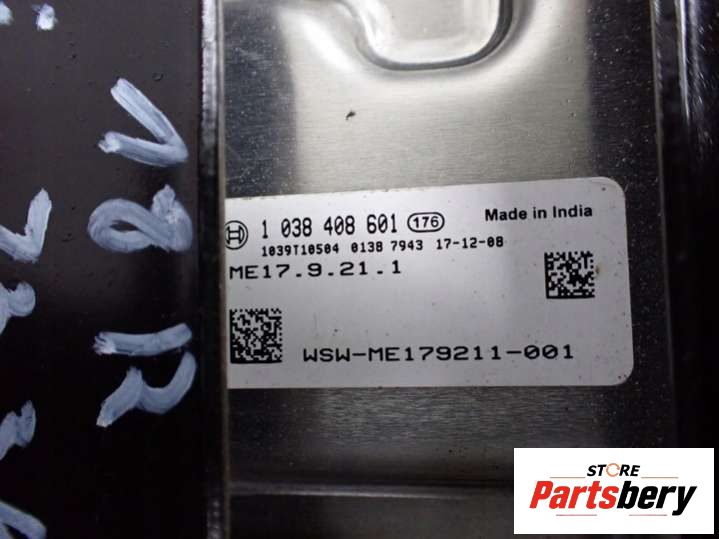 1 038 408 601 176 Made in India
1039T10504 0138 7943 17-12-08
ME17.9.21.1
WSW-ME179211-001
STORE
Partsbery